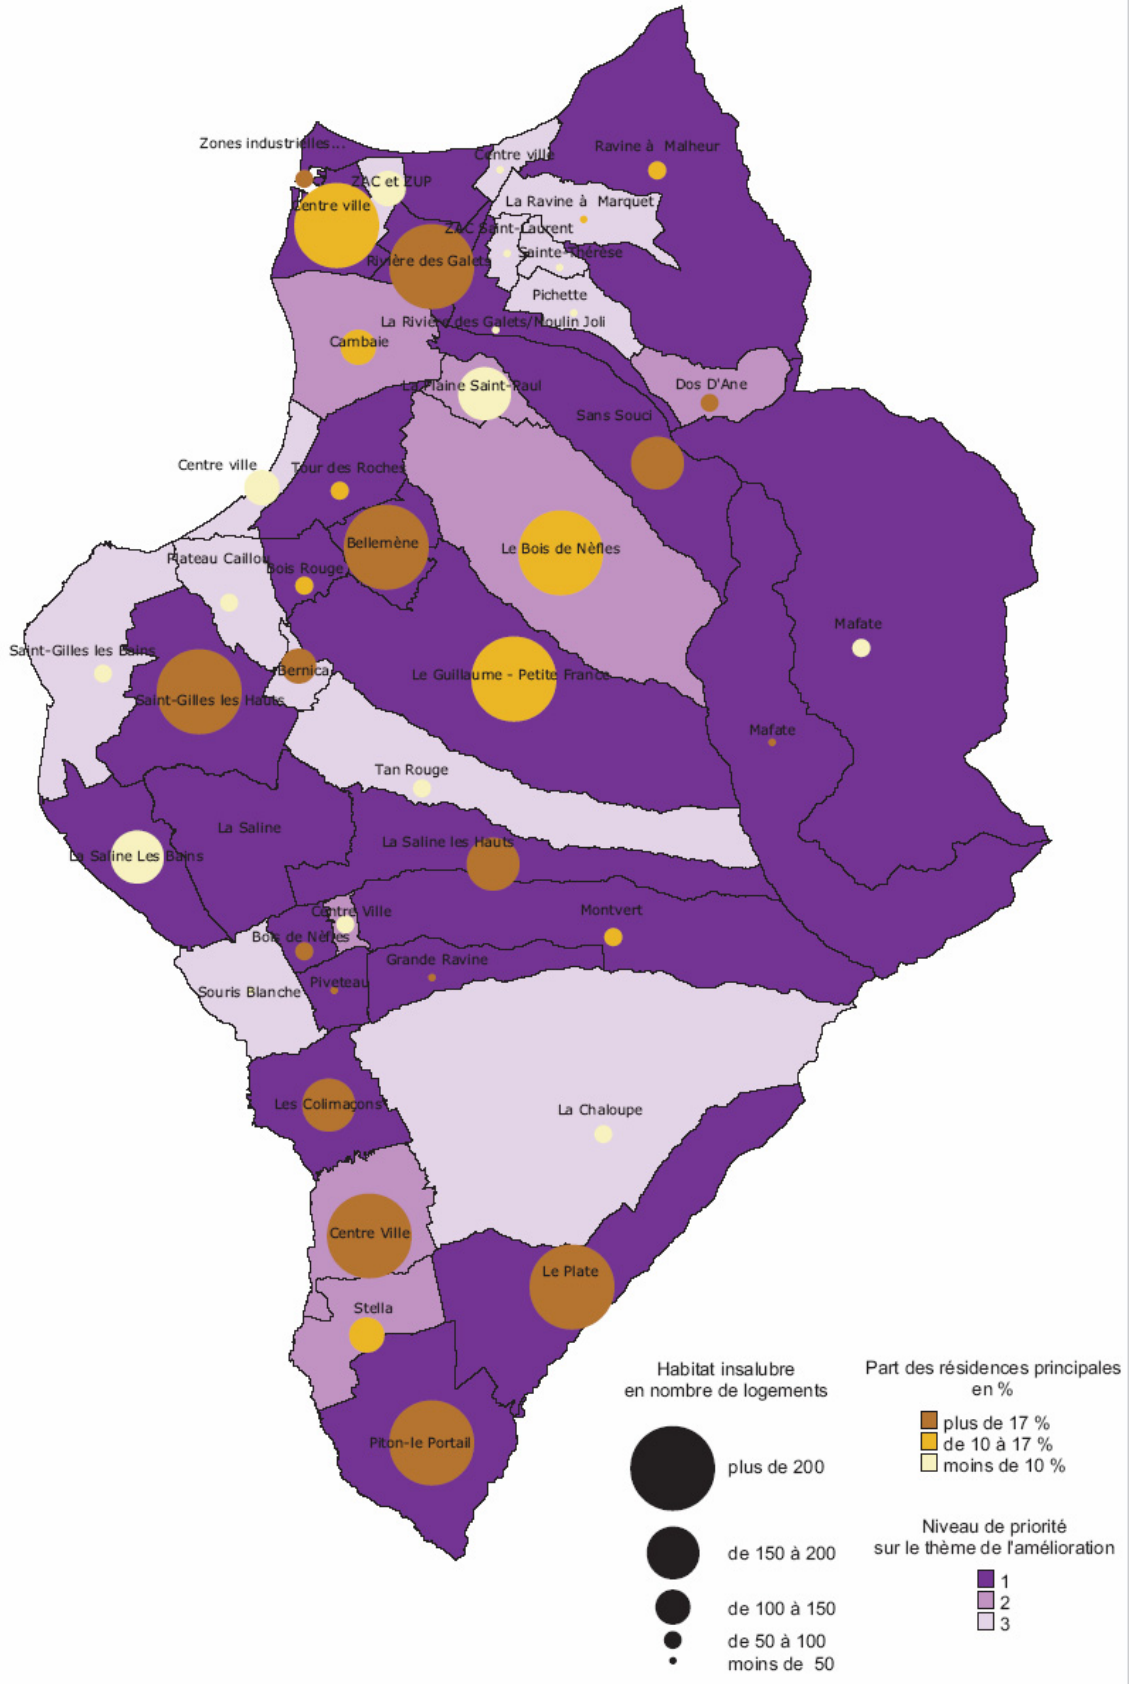 Zones industrielles...
Centre ville
Ravine à Malheur
ZAC et ZUP
Centre ville
La Ravine à Marquet
ZAC Saint-Laurent
Rivière des Galets
Sainte-Thérèse
Pichette
La Rivière des Galets/Moulin Joli
Cambaie
La Plaine Saint-Paul
Dos D'Ane
Sans Souci
Centre ville
Tour des Roches
Bellemène
Le Bois de Nèfles
Plateau Caillou
Bois Rouge
Mafate
Saint-Gilles les Bains
Bernica
Le Guillaume - Petite France
Saint-Gilles les Hauts
Mafate
Tan Rouge
La Saline
La Saline les Hauts
La Saline Les Bains
Centre Ville
Montvert
Bois de Nèfles
Grande Ravine
Piveteau
Souris Blanche
Les Colimaçons
La Chaloupe
Centre Ville
Le Plate
Stella
Piton-le Portail
Habitat insalubre
en nombre de logements
plus de 200
de 150 à 200
de 100 à 150
de 50 à 100
moins de 50
Part des résidences principales
en %
plus de 17 %
de 10 à 17 %
moins de 10 %
Niveau de priorité
sur le thème de l'amélioration
1
2
3